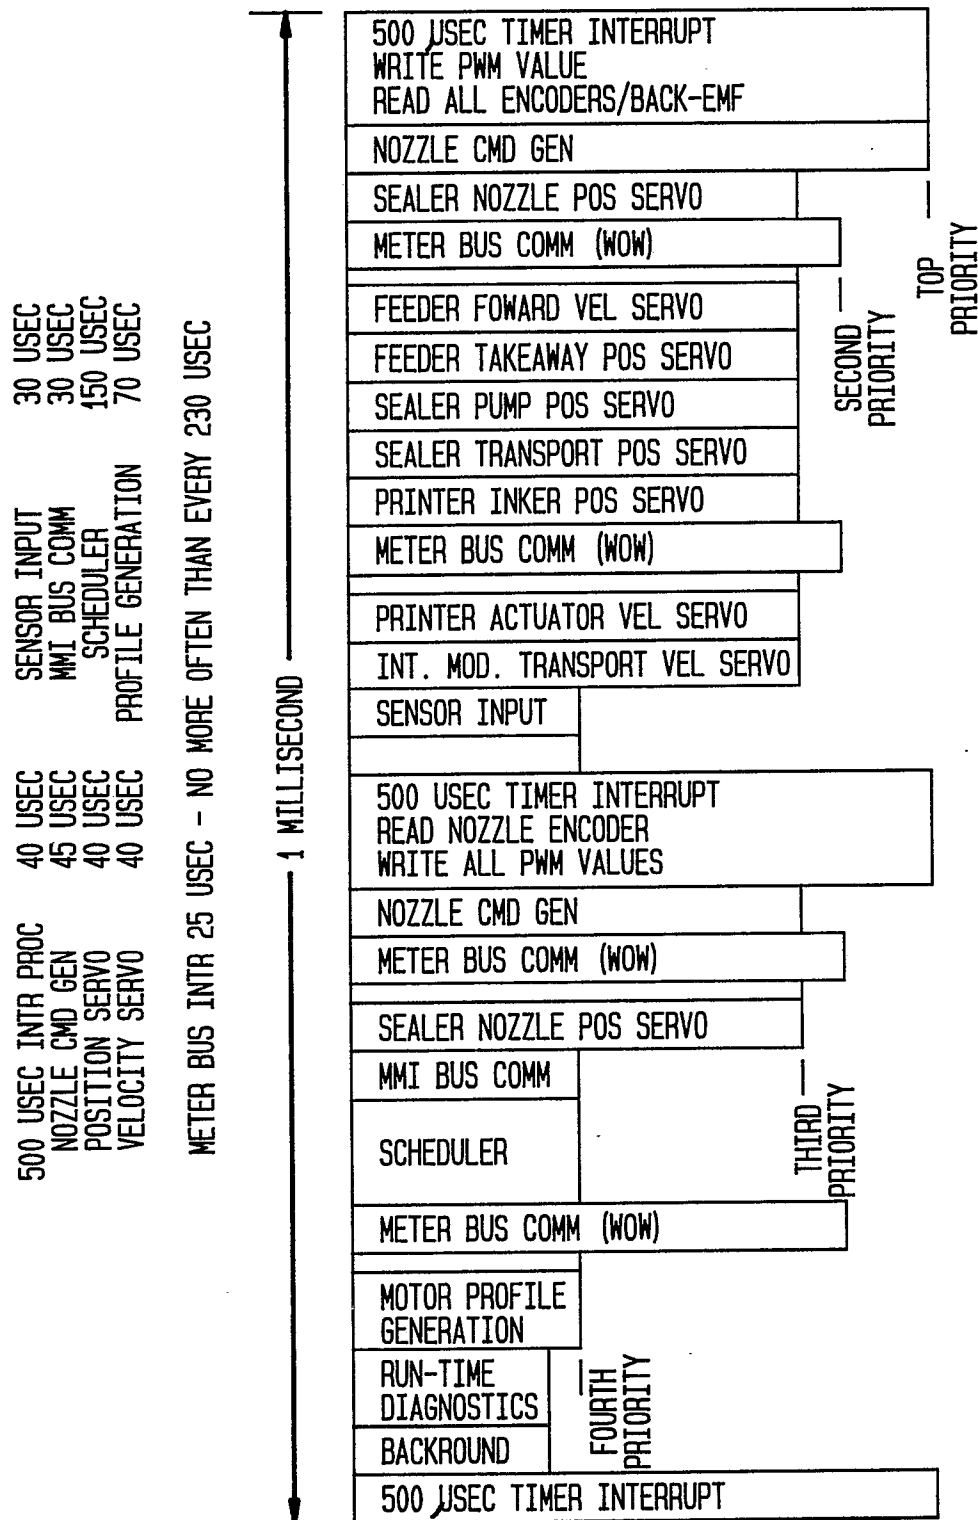 500 µSEC TIMER INTERRUPT
WRITE PWM VALUE
READ ALL ENCODERS/BACK-EMF
NOZZLE CMD GEN
SEALER NOZZLE POS SERVO
METER BUS COMM (WOW)
FEEDER FOWARD VEL SERVO
FEEDER TAKEAWAY POS SERVO
SEALER PUMP POS SERVO
SEALER TRANSPORT POS SERVO
PRINTER INKER POS SERVO
METER BUS COMM (WOW)
PRINTER ACTUATOR VEL SERVO
INT. MOD. TRANSPORT VEL SERVO
SENSOR INPUT
500 USEC TIMER INTERRUPT
READ NOZZLE ENCODER
WRITE ALL PWM VALUES
NOZZLE CMD GEN
METER BUS COMM (WOW)
SEALER NOZZLE POS SERVO
MMI BUS COMM
SCHEDULER
METER BUS COMM (WOW)
MOTOR PROFILE
GENERATION
RUN-TIME
DIAGNOSTICS
BACKROUND
500 µSEC TIMER INTERRUPT
TOP
PRIORITY
SECOND
PRIORITY
THIRD
PRIORITY
FOURTH
PRIORITY
1 MILLISECOND
500 USEC INTR PROC 40 USEC SENSOR INPUT 30 USEC
NOZZLE CMD GEN 45 USEC MMI BUS COMM 30 USEC
POSITION SERVO 40 USEC SCHEDULER 150 USEC
VELOCITY SERVO 40 USEC PROFILE GENERATION 70 USEC
METER BUS INTR 25 USEC - NO MORE OFTEN THAN EVERY 230 USEC